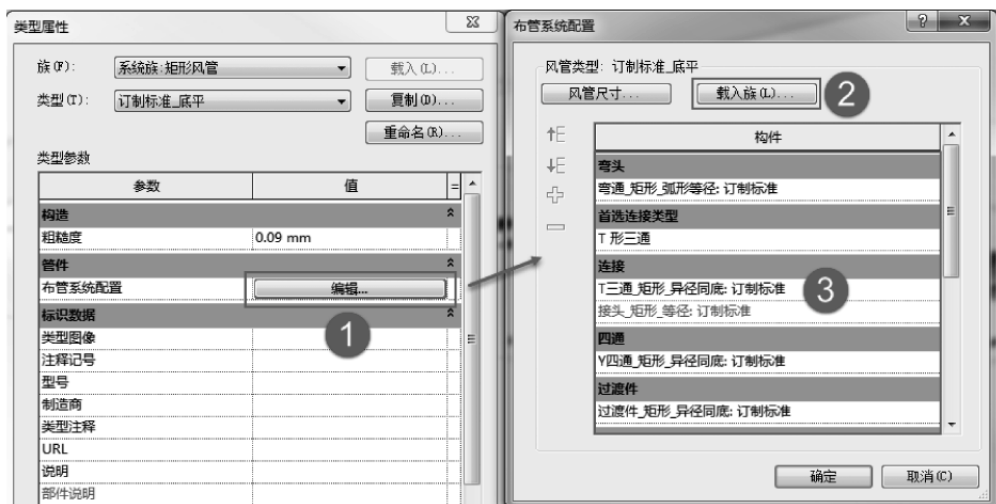 类型属性
族(F):
系统族:矩形风管
载入(L)...
类型(T):
订制标准_底平
复制(D)...
重命名(R)...
类型参数
参数
值
=
构造
粗糙度
0.09 mm
管件
布管系统配置
编辑...
1
标识数据
类型图像
注释记号
型号
制造商
类型注释
URL
说明
部件说明
布管系统配置
风管类型: 订制标准_底平
风管尺寸...
载入族(L)...
2
构件
弯头
弯通_矩形_弧形等径: 订制标准
首选连接类型
T 形三通
连接
T三通_矩形_异径同底: 订制标准
3
接头_矩形_等径: 订制标准
四通
Y四通_矩形_异径同底: 订制标准
过渡件
过渡件_矩形_异径同底: 订制标准
确定
取消(C)